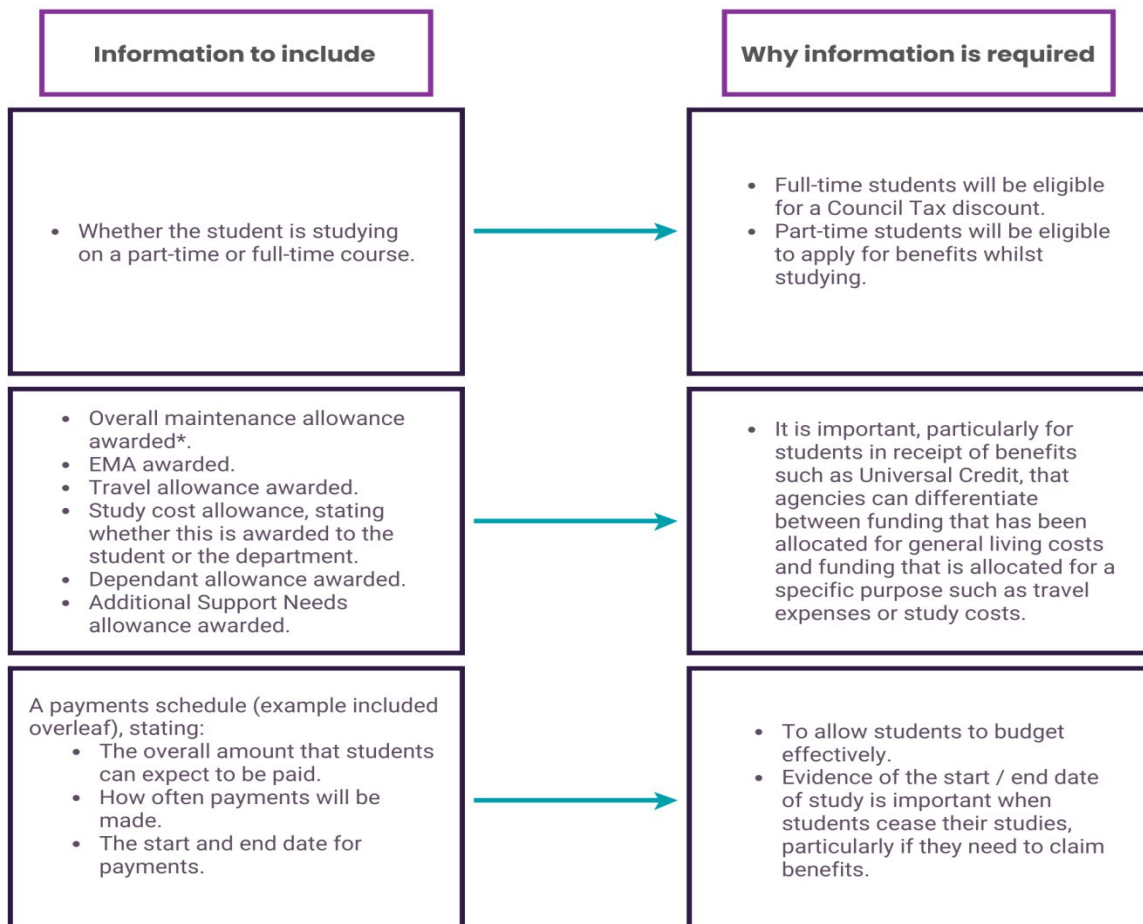 Information to include
Why information is required
• Whether the student is studying
on a part-time or full-time course.
• Full-time students will be eligible
for a Council Tax discount.
• Part-time students will be eligible
to apply for benefits whilst
studying.
• Overall maintenance allowance
awarded*.
• EMA awarded.
• Travel allowance awarded.
• Study cost allowance, stating
whether this is awarded to the
student or the department.
• Dependant allowance awarded.
• Additional Support Needs
allowance awarded.
• It is important, particularly for
students in receipt of benefits
such as Universal Credit, that
agencies can differentiate
between funding that has been
allocated for general living costs
and funding that is allocated for a
specific purpose such as travel
expenses or study costs.
A payments schedule (example included
overleaf), stating:
• The overall amount that students
can expect to be paid.
• How often payments will be
made.
• The start and end date for
payments.
• To allow students to budget
effectively.
• Evidence of the start / end date
of study is important when
students cease their studies,
particularly if they need to claim
benefits.